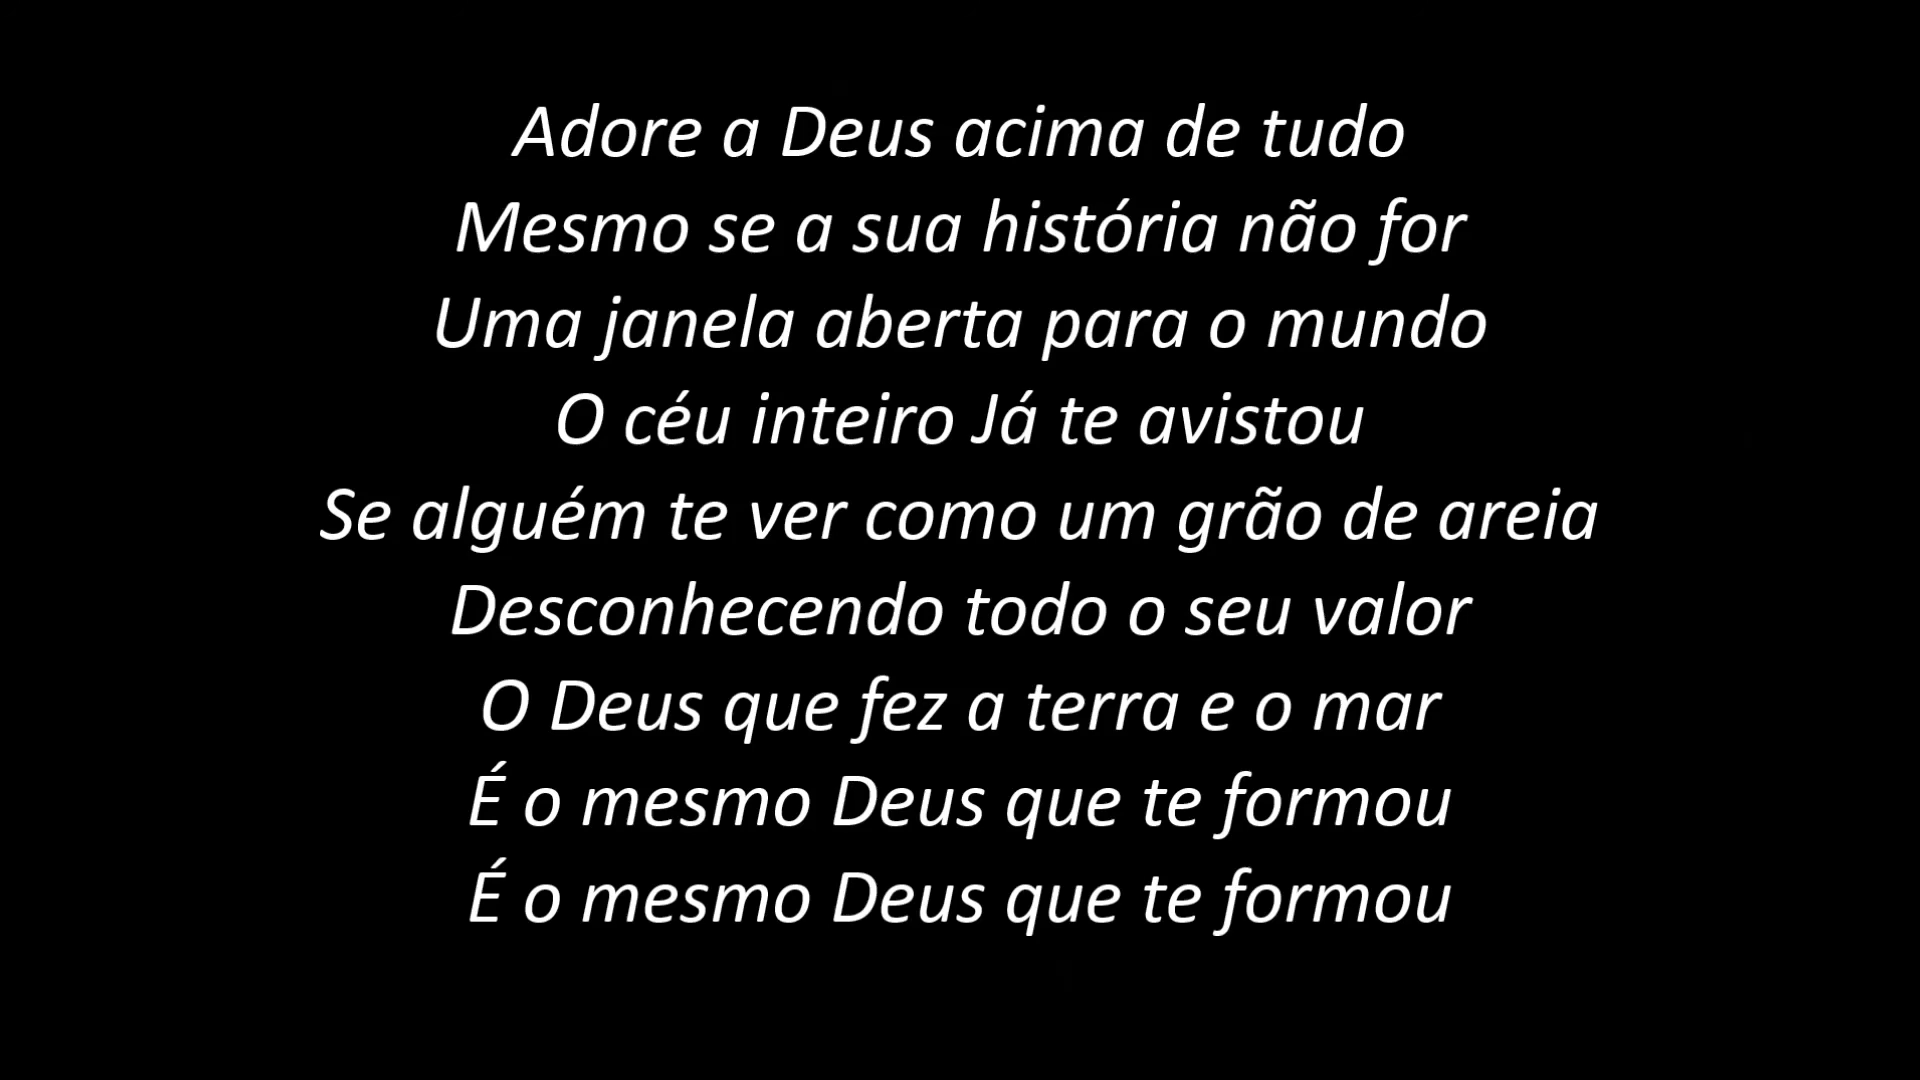 Adore a Deus acima de tudo
Mesmo se a sua história não for
Uma janela aberta para o mundo
O céu inteiro Já te avistou
Se alguém te ver como um grão de areia
Desconhecendo todo o seu valor
O Deus que fez a terra e o mar
É o mesmo Deus que te formou
É o mesmo Deus que te formou